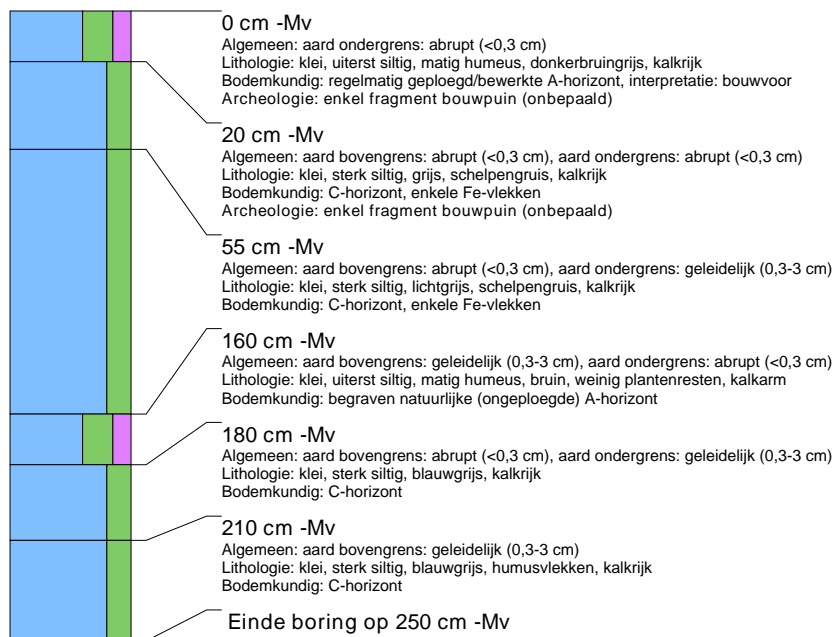 0 cm -Mv
Algemeen: aard ondergrens: abrupt (<0,3 cm)
Lithologie: klei, uiterst siltig, matig humeus, donkerbruingrijs, kalkrijk
Bodemkundig: regelmatig geploegd/bewerkte A-horizont, interpretatie: bouwvoor
Archeologie: enkel fragment bouwpuin (onbepaald)
20 cm -Mv
Algemeen: aard bovengrens: abrupt (<0,3 cm), aard ondergrens: abrupt (<0,3 cm)
Lithologie: klei, sterk siltig, grijs, schelpengruis, kalkrijk
Bodemkundig: C-horizont, enkele Fe-vlekken
Archeologie: enkel fragment bouwpuin (onbepaald)
55 cm -Mv
Algemeen: aard bovengrens: abrupt (<0,3 cm), aard ondergrens: geleidelijk (0,3-3 cm)
Lithologie: klei, sterk siltig, lichtgrijs, schelpengruis, kalkrijk
Bodemkundig: C-horizont, enkele Fe-vlekken
160 cm -Mv
Algemeen: aard bovengrens: geleidelijk (0,3-3 cm), aard ondergrens: abrupt (<0,3 cm)
Lithologie: klei, uiterst siltig, matig humeus, bruin, weinig plantenresten, kalkarm
Bodemkundig: begraven natuurlijke (ongeploegde) A-horizont
180 cm -Mv
Algemeen: aard bovengrens: abrupt (<0,3 cm), aard ondergrens: geleidelijk (0,3-3 cm)
Lithologie: klei, sterk siltig, blauwgrijs, kalkrijk
Bodemkundig: C-horizont
210 cm -Mv
Algemeen: aard bovengrens: geleidelijk (0,3-3 cm)
Lithologie: klei, sterk siltig, blauwgrijs, humusvlekken, kalkrijk
Bodemkundig: C-horizont
Einde boring op 250 cm -Mv